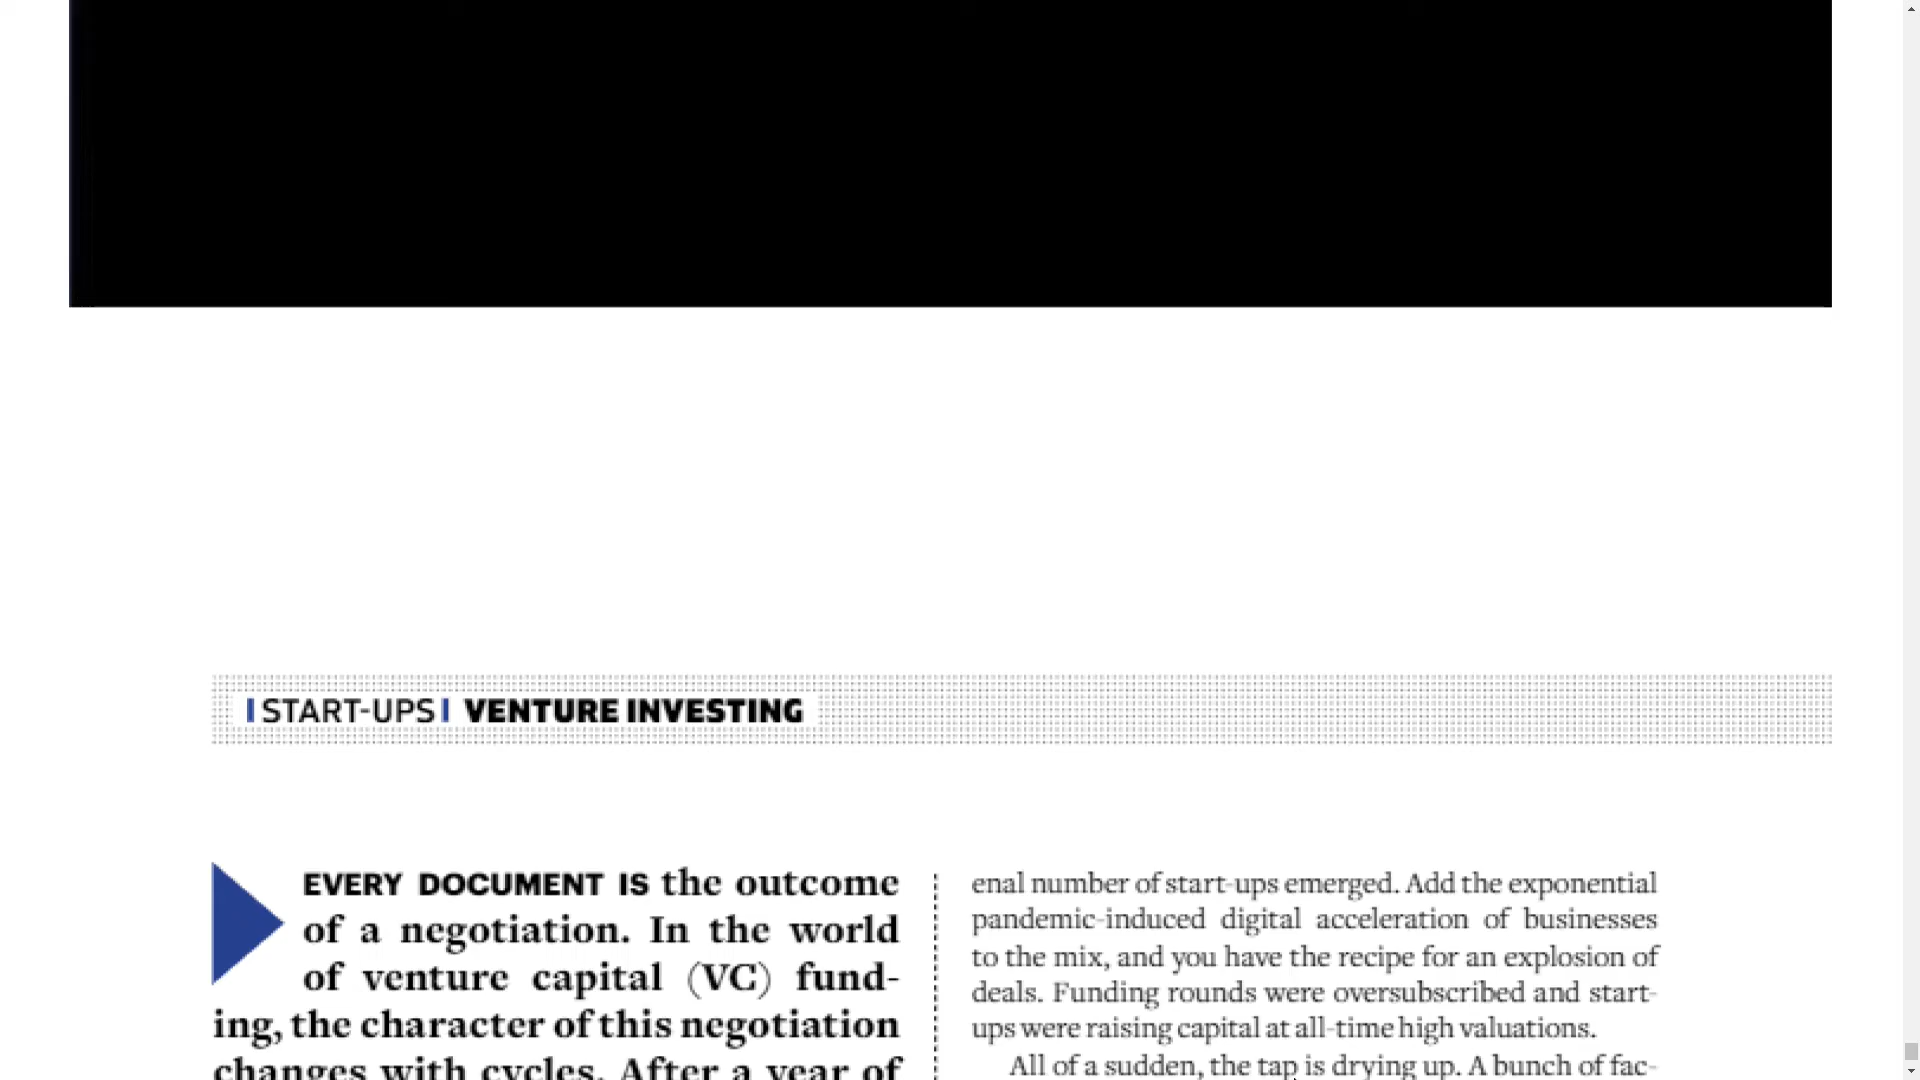 START-UPS VENTURE INVESTING
EVERY DOCUMENT IS the outcome
of a negotiation. In the world
of venture capital (VC) fund-
ing, the character of this negotiation
changes with cycles. After a year of
enal number of start-ups emerged. Add the exponential
pandemic-induced digital acceleration of businesses
to the mix, and you have the recipe for an explosion of
deals. Funding rounds were oversubscribed and start-
ups were raising capital at all-time high valuations.
All of a sudden, the tap is drying up. A bunch of fac-